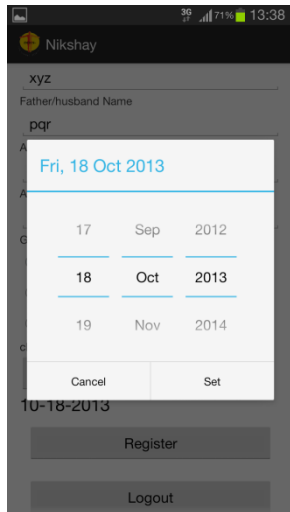 3G 71% 13:38
Nikshay
xyz
Father/husband Name
pqr
A
Fri, 18 Oct 2013
A
17 Sep 2012
G
18 Oct 2013
19 Nov 2014
c
Cancel Set
10-18-2013
Register
Logout